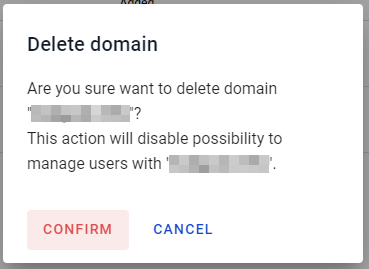 Added
Delete domain
Are you sure want to delete domain
""?
This action will disable possibility to
manage users with ''.
CONFIRM CANCEL